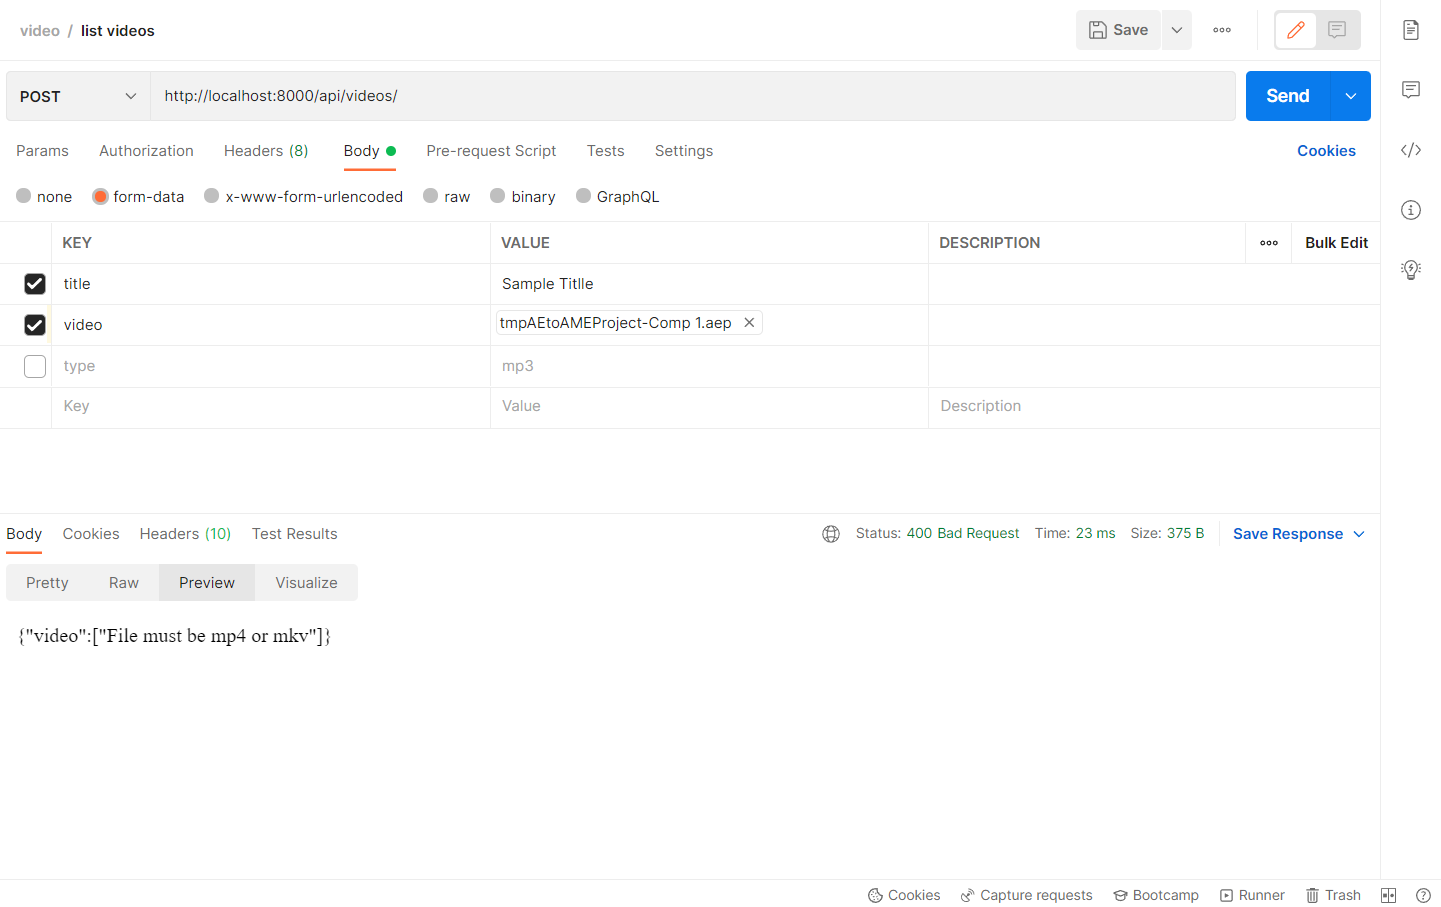 video / list videos
Save
POST
http://localhost:8000/api/videos/
Send
Params Authorization Headers (8) Body Pre-request Script Tests Settings Cookies
none form-data x-www-form-urlencoded raw binary GraphQL
KEY VALUE DESCRIPTION Bulk Edit
title Sample Titlle
video tmpAEtoAMEProject-Comp 1.aep
type mp3
Key Value Description
Body Cookies Headers (10) Test Results Status: 400 Bad Request Time: 23 ms Size: 375 B Save Response
Pretty Raw Preview Visualize
{"video":["File must be mp4 or mkv"]}
Cookies Capture requests Bootcamp Runner Trash